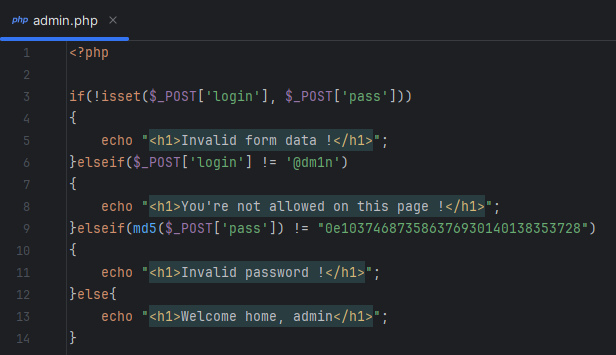 php admin.php ×
1 <?php
2
3 if(!isset($_POST['login'], $_POST['pass']))
4 {
5     echo "<h1>Invalid form data !</h1>";
6 }elseif($_POST['login'] != '@dm1n')
7 {
8     echo "<h1>You're not allowed on this page !</h1>";
9 }elseif(md5($_POST['pass']) != "0e103746873586376930140138353728")
10 {
11     echo "<h1>Invalid password !</h1>";
12 }else{
13     echo "<h1>Welcome home, admin</h1>";
14 }